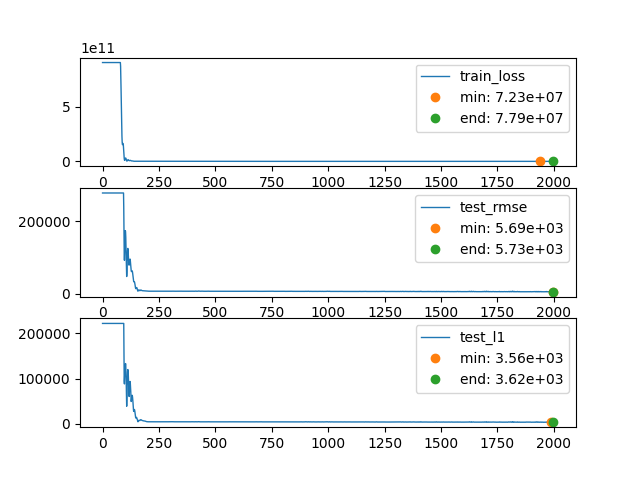 1e11
5
0
train_loss
min: 7.23e+07
end: 7.79e+07
0 250 500 750 1000 1250 1500 1750 2000
200000
0
test_rmse
min: 5.69e+03
end: 5.73e+03
0 250 500 750 1000 1250 1500 1750 2000
200000
100000
0
test_l1
min: 3.56e+03
end: 3.62e+03
0 250 500 750 1000 1250 1500 1750 2000